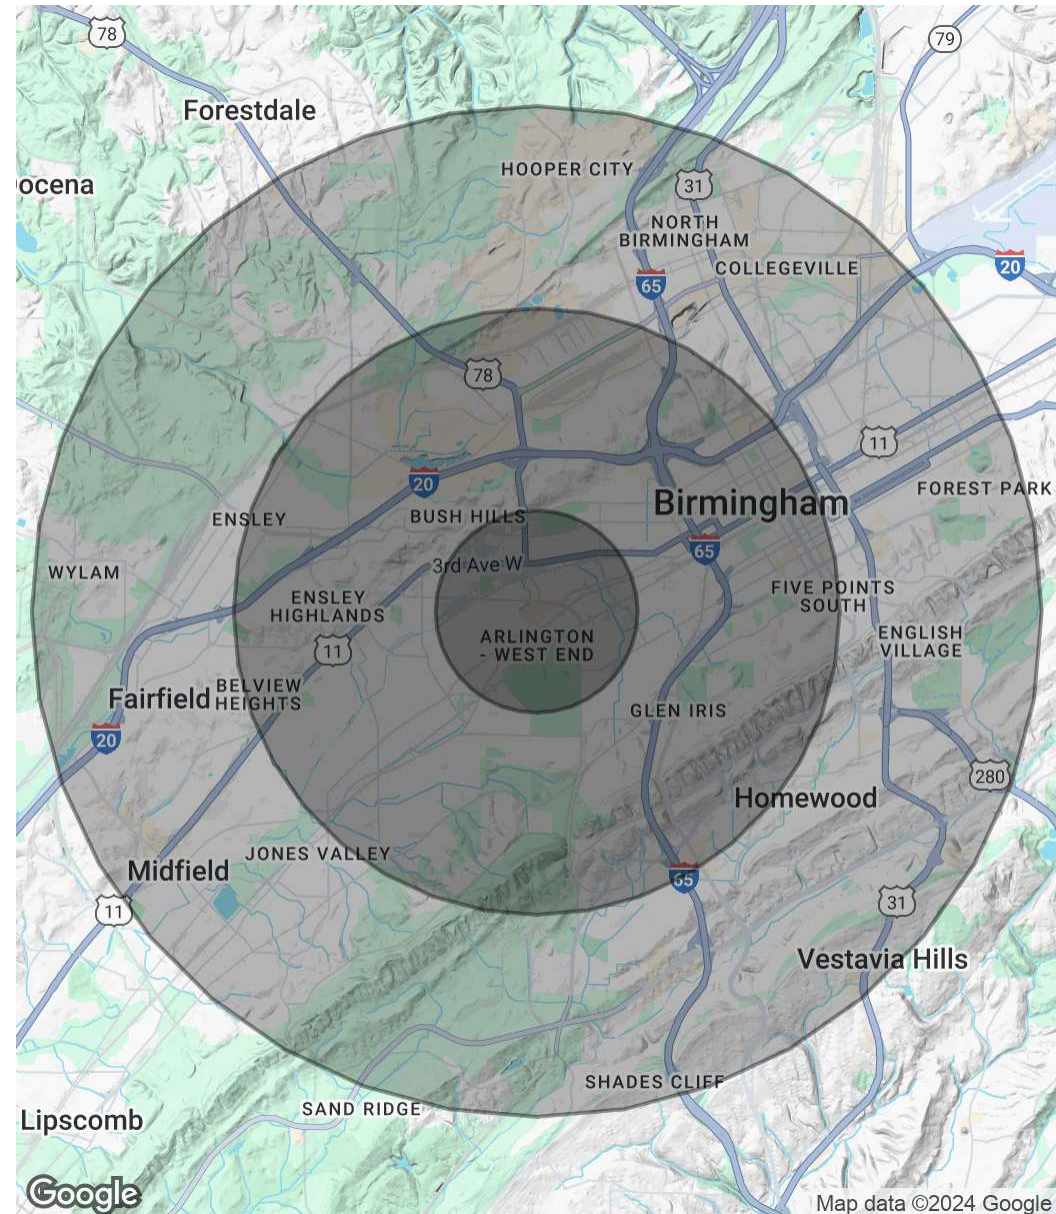 78
79
Forestdale
ocena
HOOPER CITY
31
NORTH
BIRMINGHAM
COLLEGEVILLE
20
65
78
11
20
FOREST PARK
Birmingham
ENSLEY
BUSH HILLS
65
3rd Ave W
WYLAM
FIVE POINTS
SOUTH
ENSLEY
HIGHLANDS
ARLINGTON
- WEST END
ENGLISH
VILLAGE
11
Fairfield
BELVIEW
HEIGHTS
GLEN IRIS
20
280
Homewood
JONES VALLEY
Midfield
65
31
11
Vestavia Hills
SHADES CLIFF
SAND RIDGE
Lipscomb
Google
Map data ©2024 Google